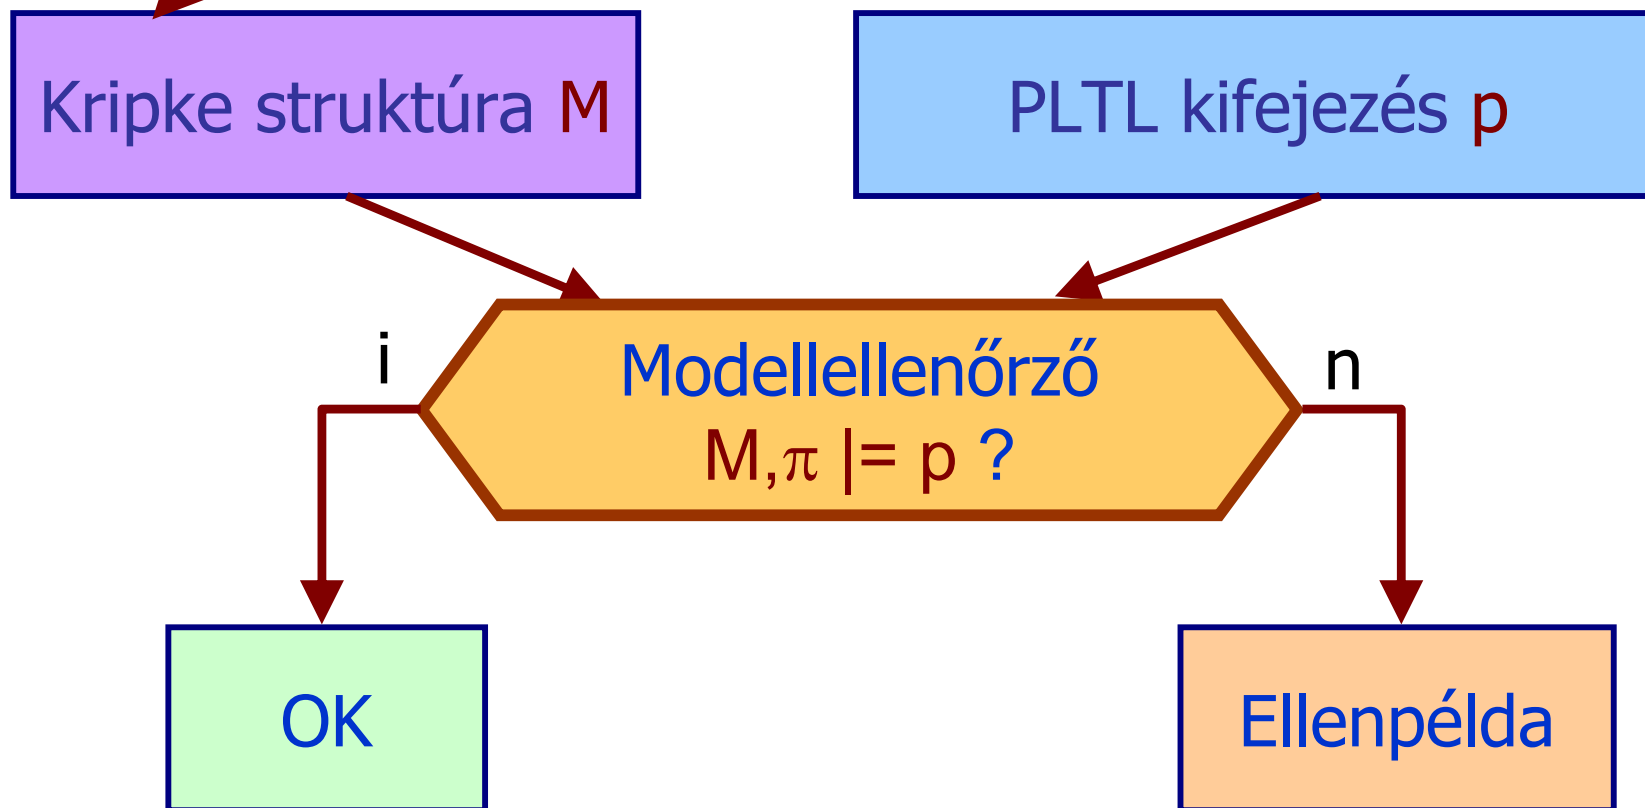 Kripke struktúra M
PLTL kifejezés p
i
Modellellenőrző
n
M,π |= p ?
OK
Ellenpélda